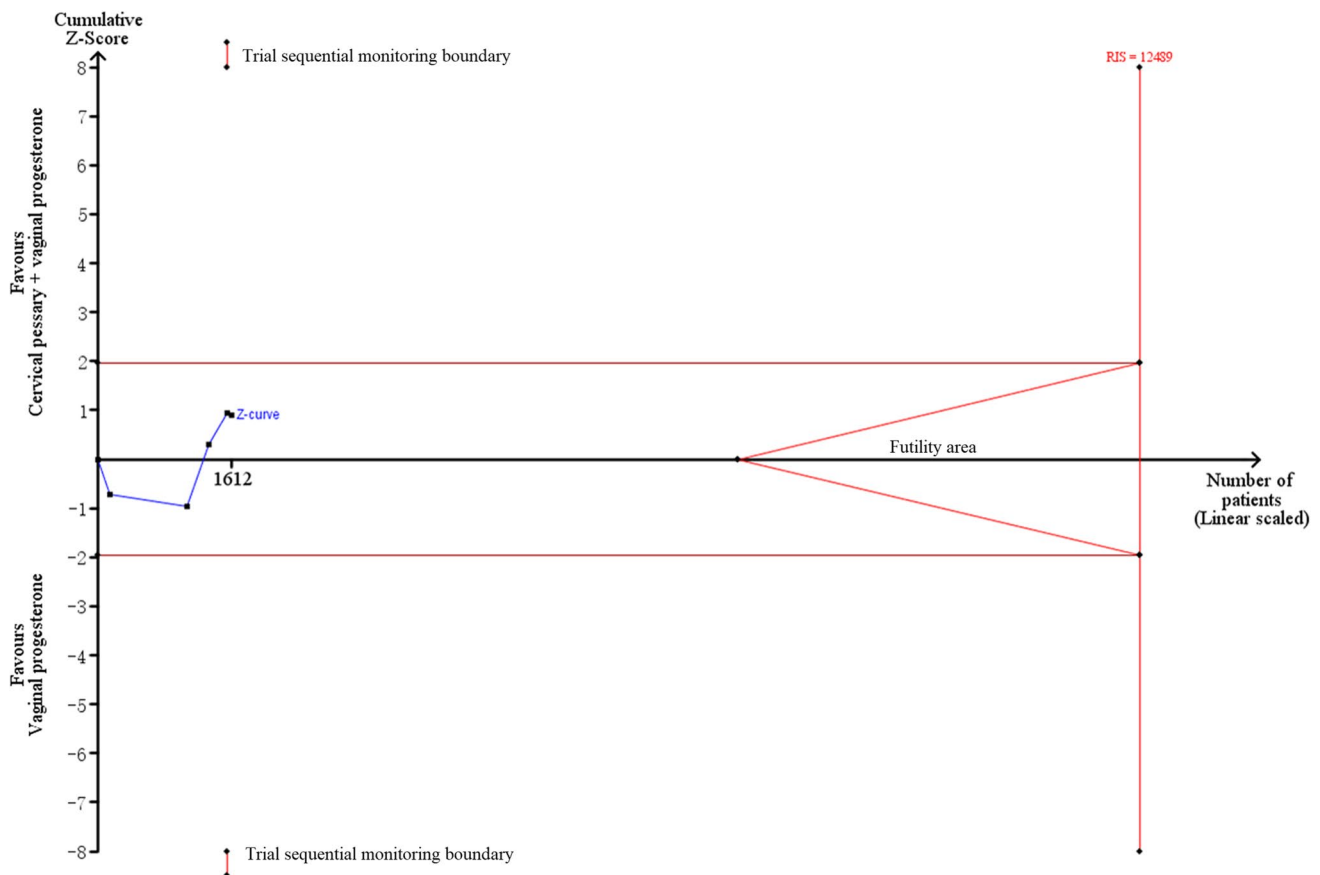 Cumulative
Z-Score
Trial sequential monitoring boundary
RIS = 12489
8
7
6
5
4
3
2
1
-1
-2
-3
-4
-5
-6
-7
-8
Favours
Cervical pessary + vaginal progesterone
Favours
Vaginal progesterone
Z-curve
1612
Futility area
Number of
patients
(Linear scaled)
Trial sequential monitoring boundary